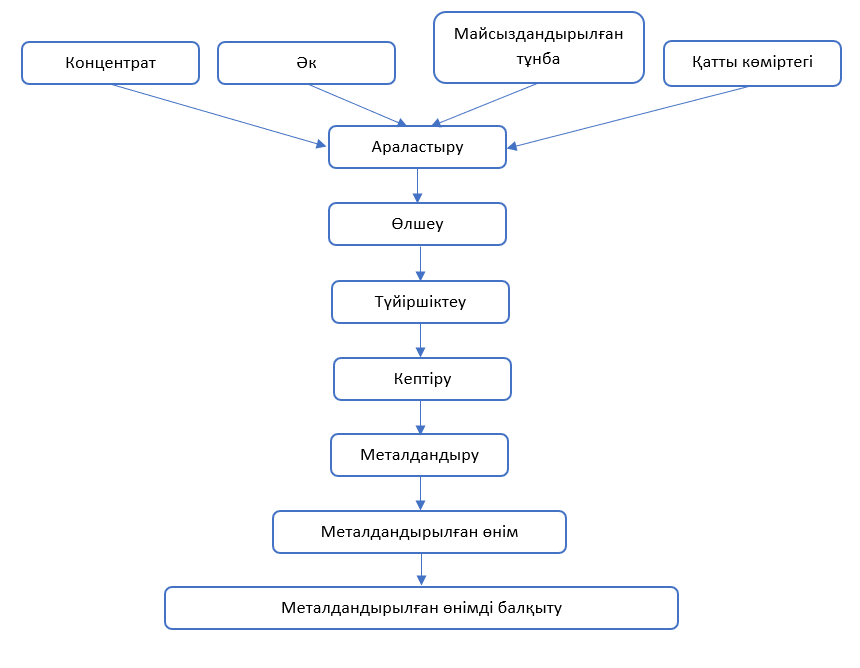 Концентрат
Әк
Майсыздандырылған
тұнба
Қатты көміртегі
Араластыру
Өлшеу
Түйіршіктеу
Кептіру
Металдандыру
Металдандырылған өнім
Металдандырылған өнімді балқыту